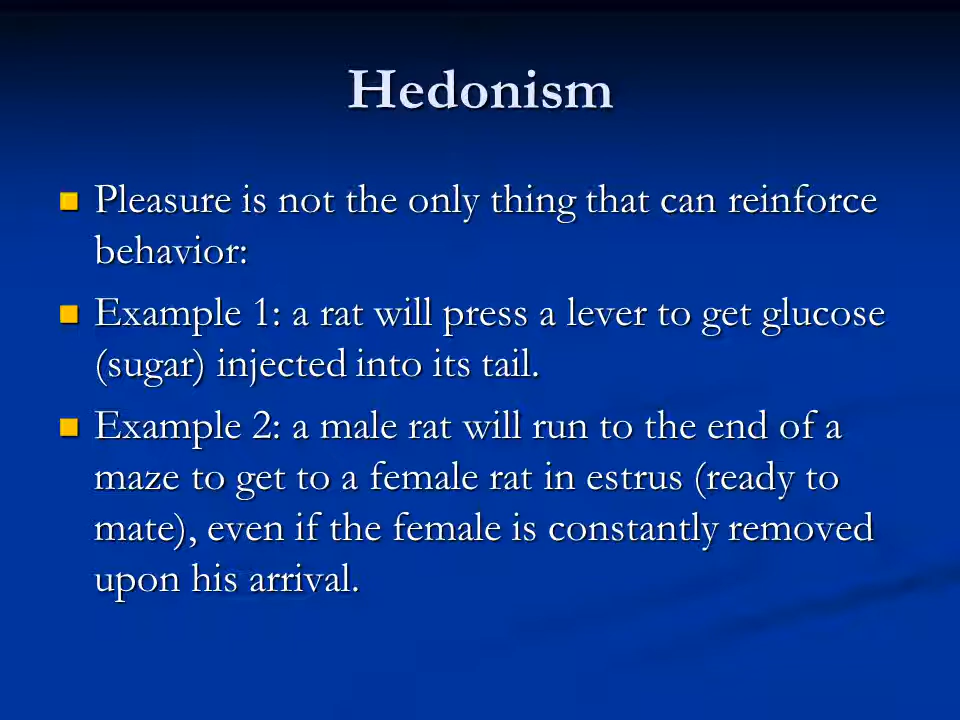 Hedonism
Pleasure is not the only thing that can reinforce
behavior:
Example 1: a rat will press a lever to get glucose
(sugar) injected into its tail.
Example 2: a male rat will run to the end of a
maze to get to a female rat in estrus (ready to
mate), even if the female is constantly removed
upon his arrival.